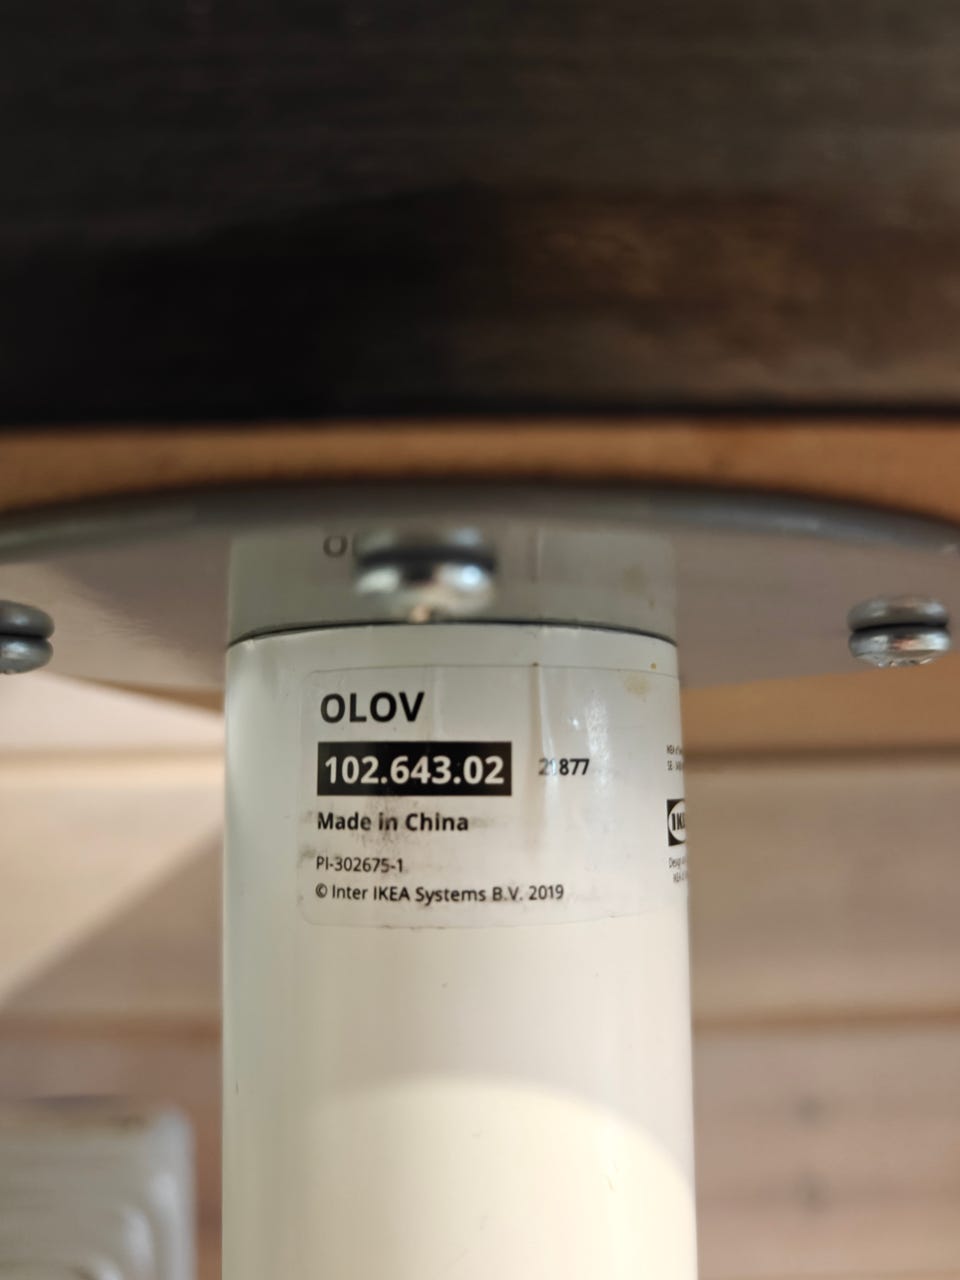 OLOV
102.643.02
Made in China
PI-302675-1
© Inter IKEA Systems B.V. 2019